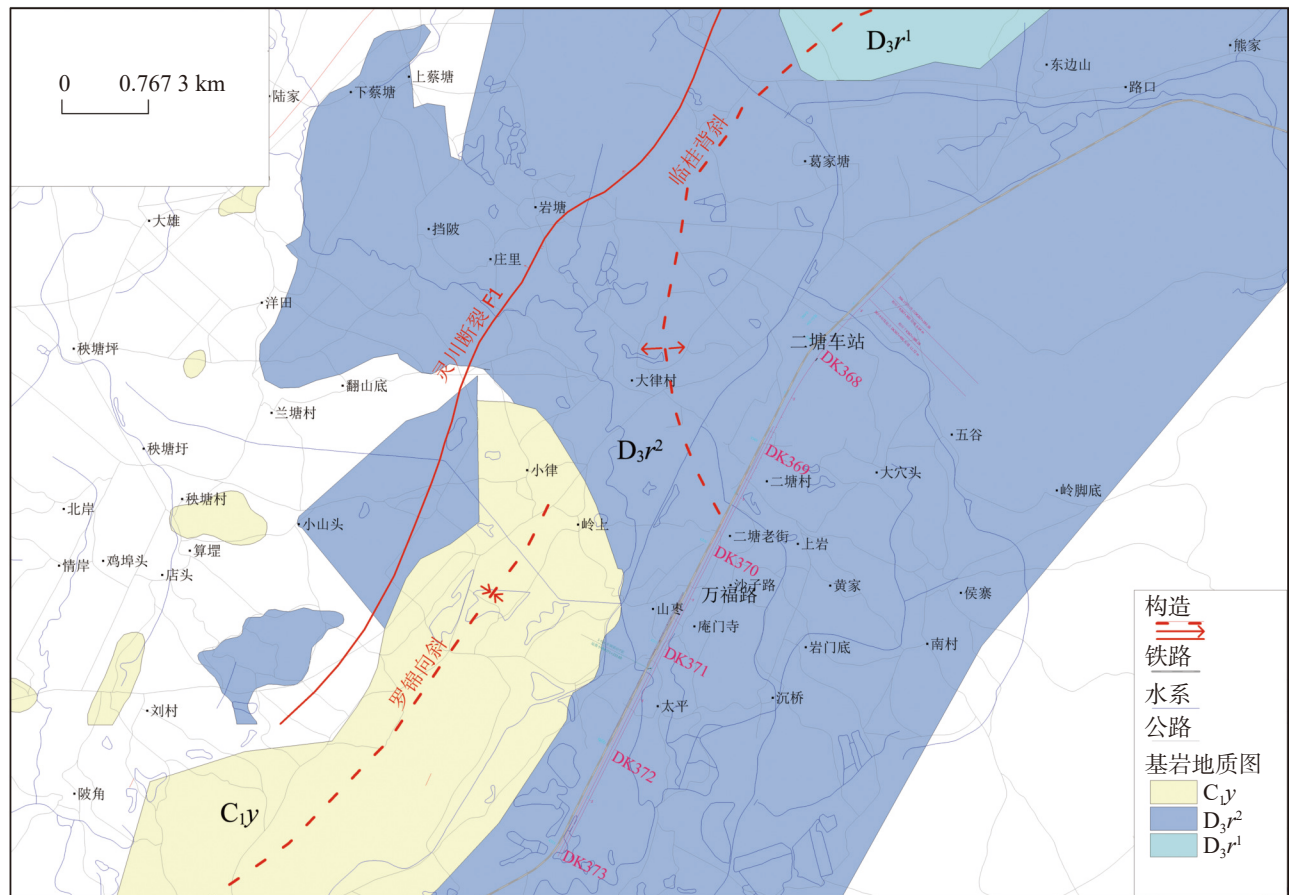 0 0.767 3 km
D₃r¹
熊家
东边山
路口
上蔡塘
下蔡塘
陆家
临桂背斜
葛家塘
大雄
岩塘
挡陂
庄里
洋田
灵川断裂 F1
秧塘坪
二塘车站
DK368
大律村
翻山底
兰塘村
D₃r²
五谷
秧塘圩
DK369
小律
二塘村
大穴头
岭脚底
秧塘村
北岸
小山头
岭上
二塘老街
上岩
算堽
鸡埠头
情岸
店头
DK370
沙子路
万福路
黄家
侯寨
山枣
庵门寺
南村
岩门底
DK371
罗锦向斜
刘村
太平
沉桥
DK372
陂角
C₁y
DK373
构造
铁路
水系
公路
基岩地质图
C₁y
D₃r²
D₃r¹